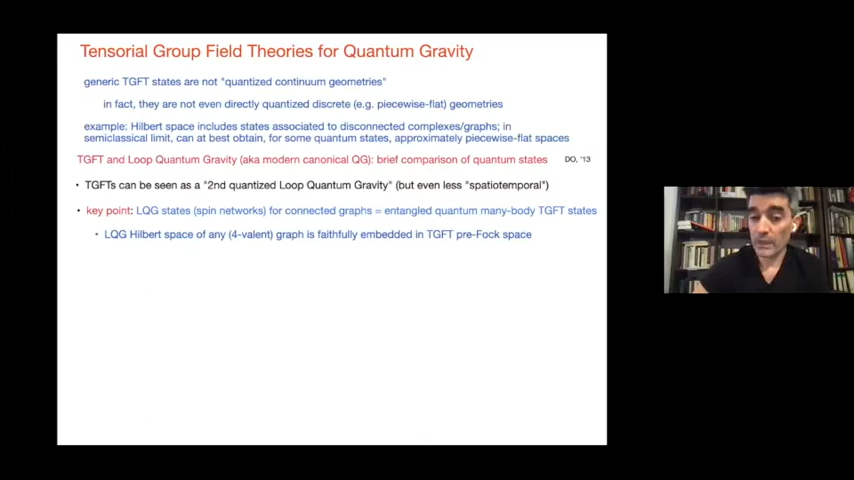 Tensorial Group Field Theories for Quantum Gravity
generic TGFT states are not "quantized continuum geometries"
in fact, they are not even directly quantized discrete (e.g. piecewise-flat) geometries
example: Hilbert space includes states associated to disconnected complexes/graphs; in
semiclassical limit, can at best obtain, for some quantum states, approximately piecewise-flat spaces
TGFT and Loop Quantum Gravity (aka modern canonical QG): brief comparison of quantum states DO, '13
• TGFTs can be seen as a "2nd quantized Loop Quantum Gravity" (but even less "spatiotemporal")
• key point: LQG states (spin networks) for connected graphs = entangled quantum many-body TGFT states
• LQG Hilbert space of any (4-valent) graph is faithfully embedded in TGFT pre-Fock space